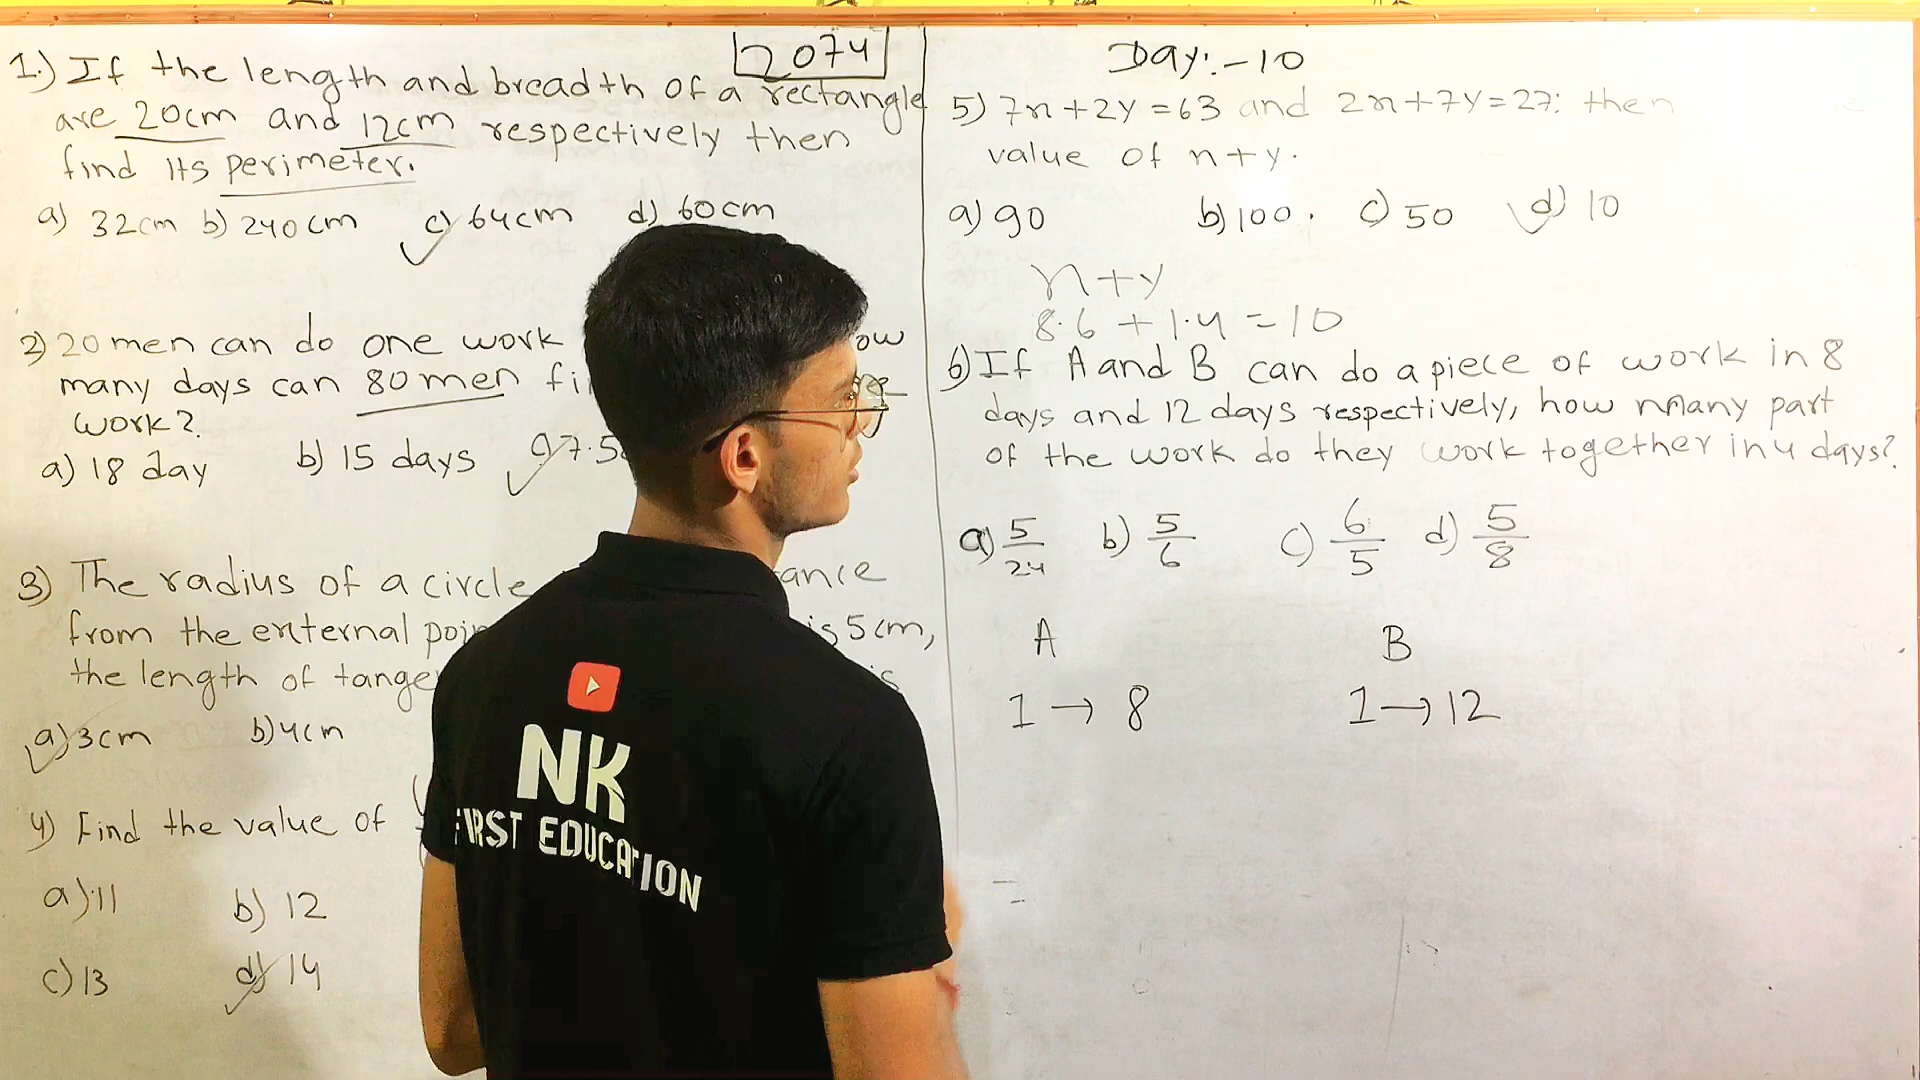 2074
1.) If the length and breadth of a rectangle
are 20cm and 12cm respectively then
find its perimeter.
a) 32cm b) 240cm c) 64cm d) 60cm
2) 20 men can do one work
many days can 80 men
work?
a) 18 day b) 15 days c) 7.5
3) The radius of a circle
from the external is 5cm,
the length of
a) 3cm b) 4cm
4) Find the value of
a) 11 b) 12
c) 13 d) 14
Day:-10
5) 7n+2y=63 and 2n+7y=27: then
value of n+y.
a) 90 b) 100. c) 50 d) 10
n+y
8.6 + 1.4 = 10
6) If A and B can do a piece of work in 8
days and 12 days respectively, how many part
of the work do they work together in 4 days?
a) 5/24 b) 5/6 c) 6/5 d) 5/8
A B
1 → 8 1 → 12
=
NK
FIRST EDUCATION